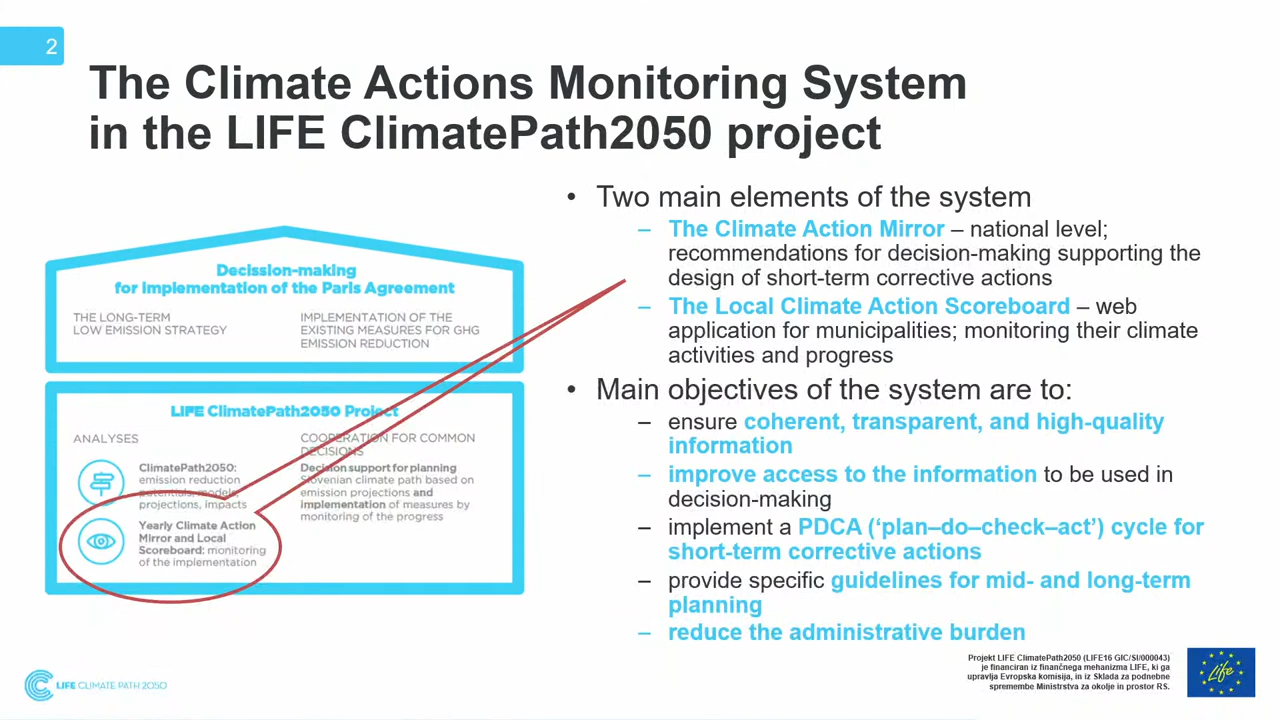 2
The Climate Actions Monitoring System
in the LIFE ClimatePath2050 project
Decission-making
for implementation of the Paris Agreement
THE LONG-TERM
LOW EMISSION STRATEGY
IMPLEMENTATION OF THE
EXISTING MEASURES FOR GHG
EMISSION REDUCTION
LIFE ClimatePath2050 Project
ANALYSES
ClimatePath2050:
emission reduction
potentials, models,
projections, impacts
Yearly Climate Action
Mirror and Local
Scoreboard: monitoring
of the implementation
COOPERATION FOR COMMON
DECISIONS
Decision support for planning
Slovenian climate path based on
emission projections and
implementation of measures by
monitoring of the progress
• Two main elements of the system
– The Climate Action Mirror – national level;
recommendations for decision-making supporting the
design of short-term corrective actions
– The Local Climate Action Scoreboard – web
application for municipalities; monitoring their climate
activities and progress
• Main objectives of the system are to:
– ensure coherent, transparent, and high-quality
information
– improve access to the information to be used in
decision-making
– implement a PDCA (‘plan–do–check–act’) cycle for
short-term corrective actions
– provide specific guidelines for mid- and long-term
planning
– reduce the administrative burden
LIFE CLIMATE PATH 2050
Projekt LIFE ClimatePath2050 (LIFE16 GIC/SI/000043)
je financiran iz finančnega mehanizma LIFE, ki ga
upravlja Evropska komisija, in iz Sklada za podnebne
spremembe Ministrstva za okolje in prostor RS.
Life